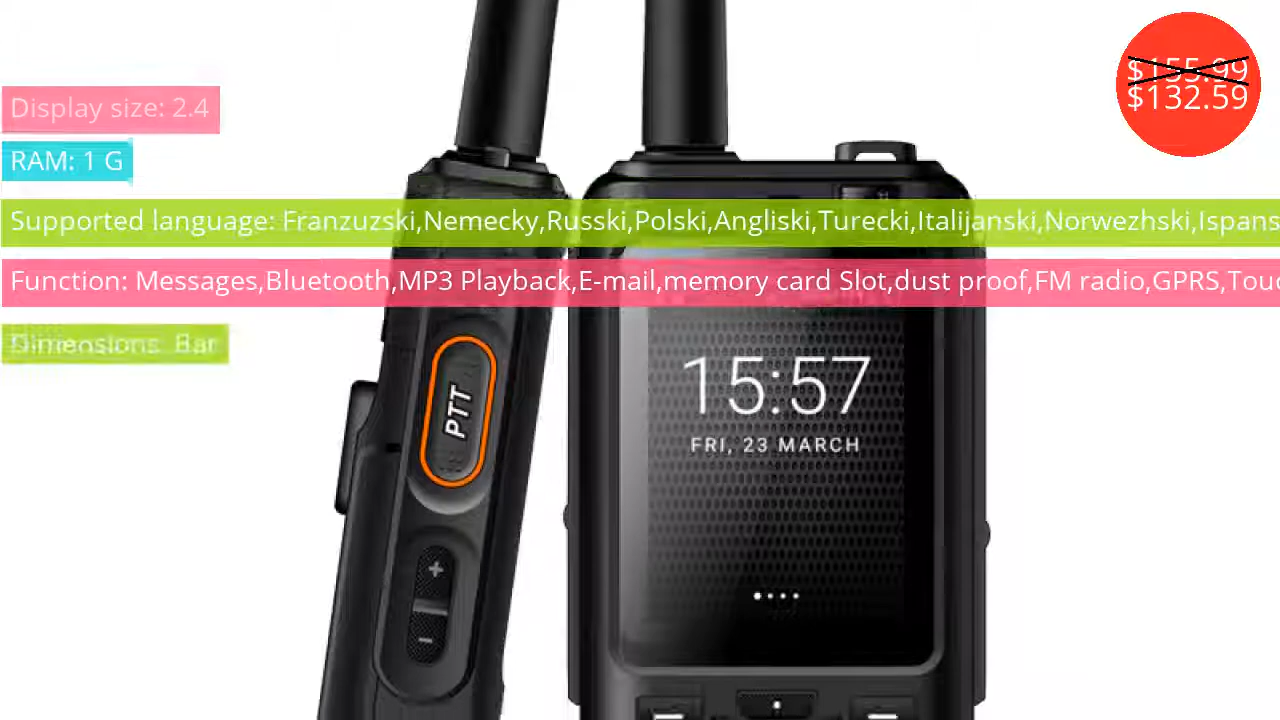 $155.99
$132.59
Display size: 2.4
RAM: 1 G
Supported language: Franzuzski,Nemecky,Russki,Polski,Angliski,Turecki,Italijanski,Norwezhski,Ispans
Function: Messages,Bluetooth,MP3 Playback,E-mail,memory card Slot,dust proof,FM radio,GPRS,Touc
Dimensions: Bar
PTT
+
-
15:57
FRI, 23 MARCH